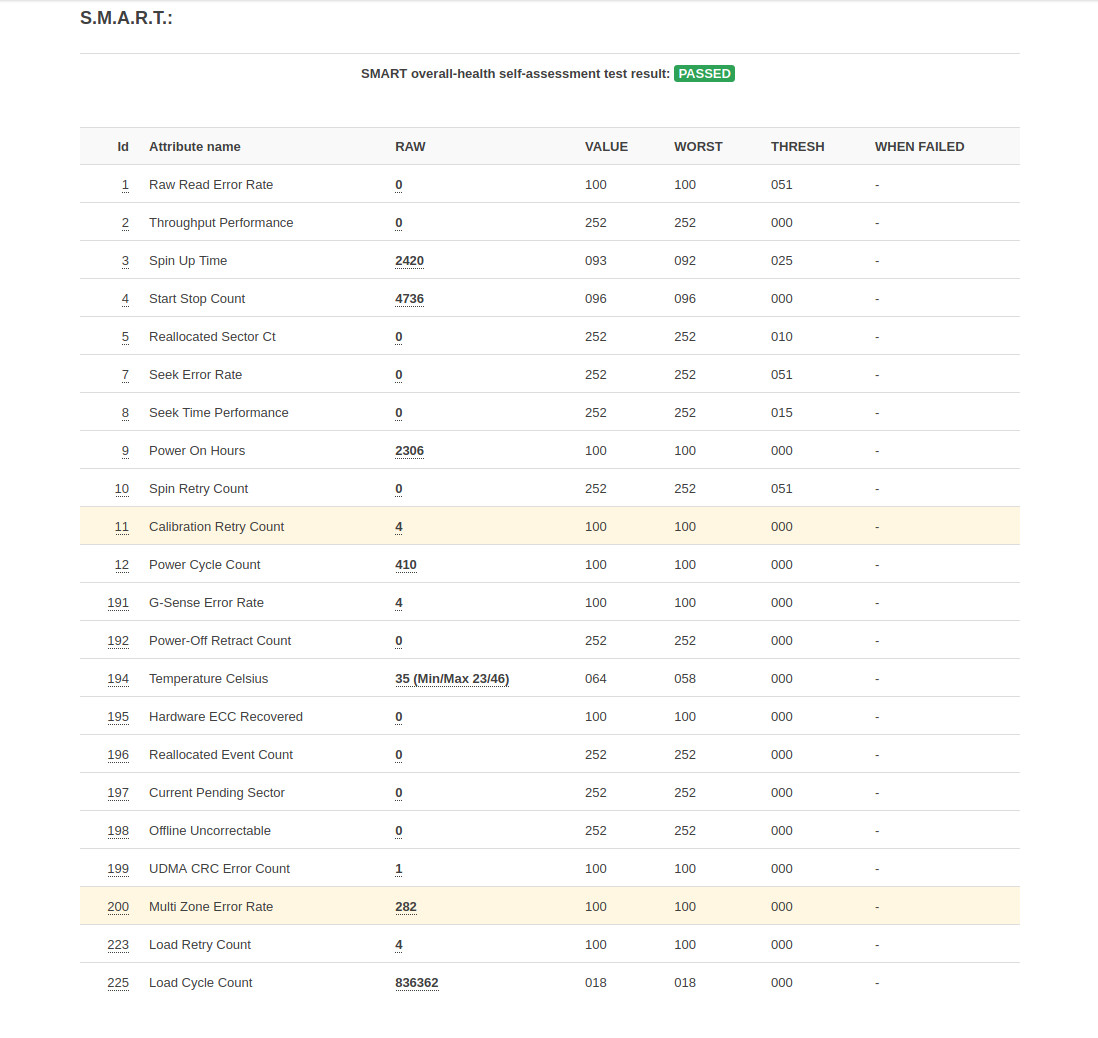 S.M.A.R.T.:
SMART overall-health self-assessment test result: PASSED
Id Attribute name RAW VALUE WORST THRESH WHEN FAILED
1 Raw Read Error Rate 0 100 100 051 -
2 Throughput Performance 0 252 252 000 -
3 Spin Up Time 2420 093 092 025 -
4 Start Stop Count 4736 096 096 000 -
5 Reallocated Sector Ct 0 252 252 010 -
7 Seek Error Rate 0 252 252 051 -
8 Seek Time Performance 0 252 252 015 -
9 Power On Hours 2306 100 100 000 -
10 Spin Retry Count 0 252 252 051 -
11 Calibration Retry Count 4 100 100 000 -
12 Power Cycle Count 410 100 100 000 -
191 G-Sense Error Rate 4 100 100 000 -
192 Power-Off Retract Count 0 252 252 000 -
194 Temperature Celsius 35 (Min/Max 23/46) 064 058 000 -
195 Hardware ECC Recovered 0 100 100 000 -
196 Reallocated Event Count 0 252 252 000 -
197 Current Pending Sector 0 252 252 000 -
198 Offline Uncorrectable 0 252 252 000 -
199 UDMA CRC Error Count 1 100 100 000 -
200 Multi Zone Error Rate 282 100 100 000 -
223 Load Retry Count 4 100 100 000 -
225 Load Cycle Count 836362 018 018 000 -